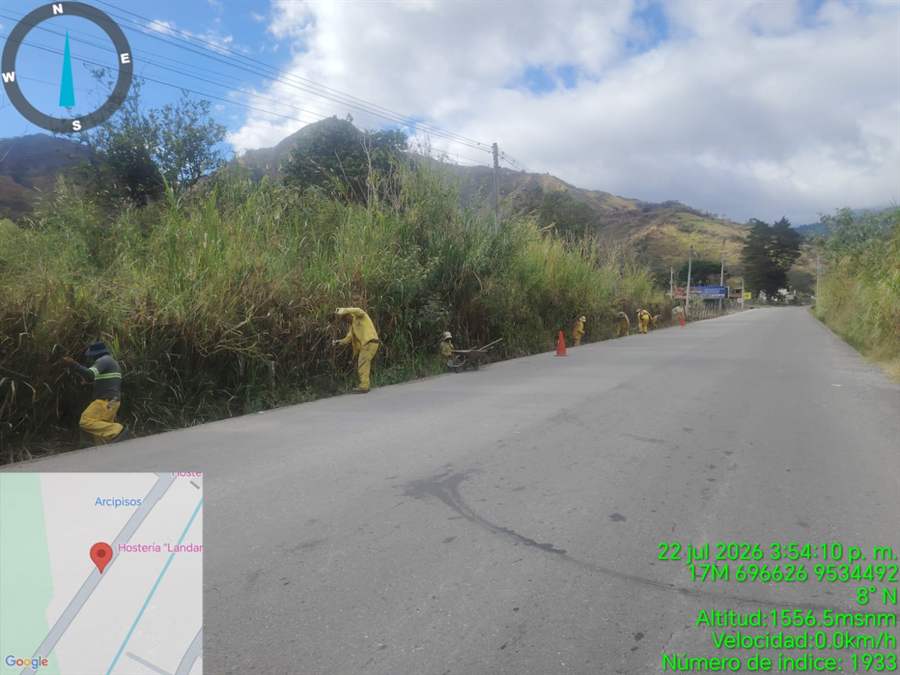 N
W
E
S
Hoste
Arcipisos
Hostería "Landar
Google
22 jul 2026 3:54:10 p. m.
17M 696626 9534492
8° N
Altitud:1556.5msnm
Velocidad:0.0km/h
Número de índice: 1933